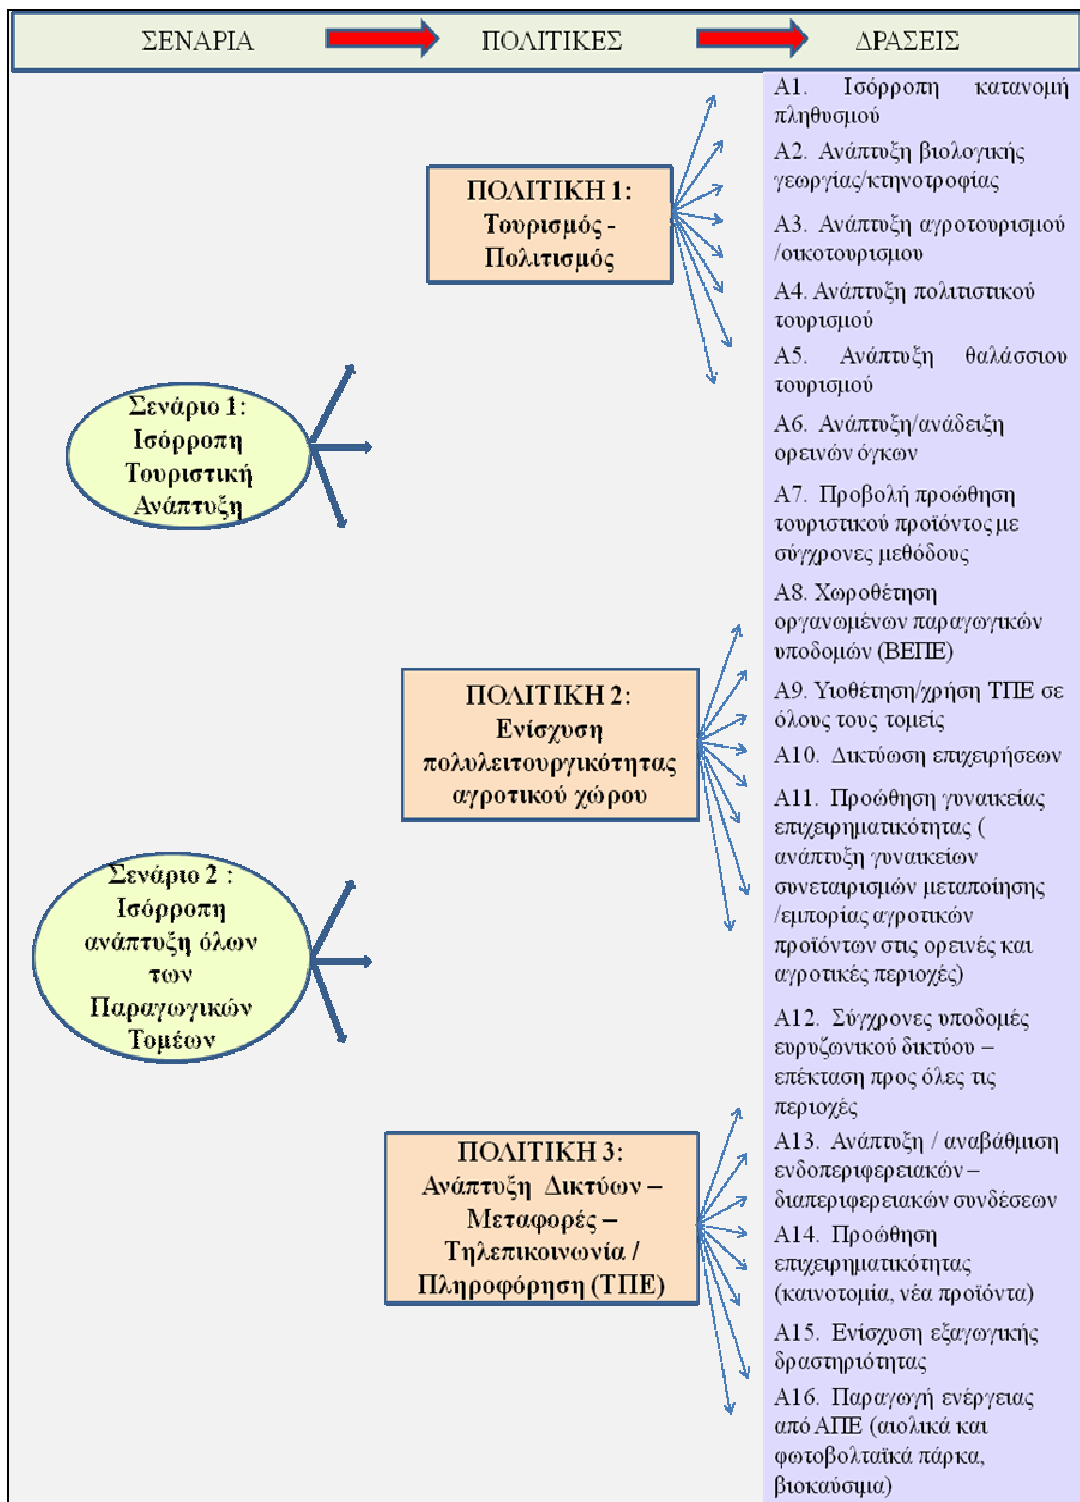 ΣΕΝΑΡΙΑ
ΠΟΛΙΤΙΚΕΣ
ΔΡΑΣΕΙΣ
Σενάριο 1:
Ισόρροπη
Τουριστική
Ανάπτυξη
Σενάριο 2 :
Ισόρροπη
ανάπτυξη όλων
των
Παραγωγικών
Τομέων
ΠΟΛΙΤΙΚΗ 1:
Τουρισμός -
Πολιτισμός
ΠΟΛΙΤΙΚΗ 2:
Ενίσχυση
πολυλειτουργικότητας
αγροτικού χώρου
ΠΟΛΙΤΙΚΗ 3:
Ανάπτυξη Δικτύων –
Μεταφορές –
Τηλεπικοινωνία /
Πληροφόρηση (ΤΠΕ)
Α1. Ισόρροπη κατανομή
πληθυσμού
Α2. Ανάπτυξη βιολογικής
γεωργίας/κτηνοτροφίας
Α3. Ανάπτυξη αγροτουρισμού
/οικοτουρισμου
Α4. Ανάπτυξη πολιτιστικού
τουρισμού
Α5. Ανάπτυξη θαλάσσιου
τουρισμού
Α6. Ανάπτυξη/ανάδειξη
ορεινών όγκων
Α7. Προβολή προώθηση
τουριστικού προϊόντος με
σύγχρονες μεθόδους
Α8. Χωροθέτηση
οργανωμένων παραγωγικών
υποδομών (ΒΕΠΕ)
Α9. Υιοθέτηση/χρήση ΤΠΕ σε
όλους τους τομείς
Α10. Δικτύωση επιχειρήσεων
Α11. Προώθηση γυναικείας
επιχειρηματικότητας (
ανάπτυξη γυναικείων
συνεταιρισμών μεταποίησης
/εμπορίας αγροτικών
προϊόντων στις ορεινές και
αγροτικές περιοχές)
Α12. Σύγχρονες υποδομές
ευρυζωνικού δικτύου –
επέκταση προς όλες τις
περιοχές
Α13. Ανάπτυξη / αναβάθμιση
ενδοπεριφερειακών –
διαπεριφερειακών συνδέσεων
Α14. Προώθηση
επιχειρηματικότητας
(καινοτομία, νέα προϊόντα)
Α15. Ενίσχυση εξαγωγικής
δραστηριότητας
Α16. Παραγωγή ενέργειας
από ΑΠΕ (αιολικά και
φωτοβολταϊκά πάρκα,
βιοκαύσιμα)